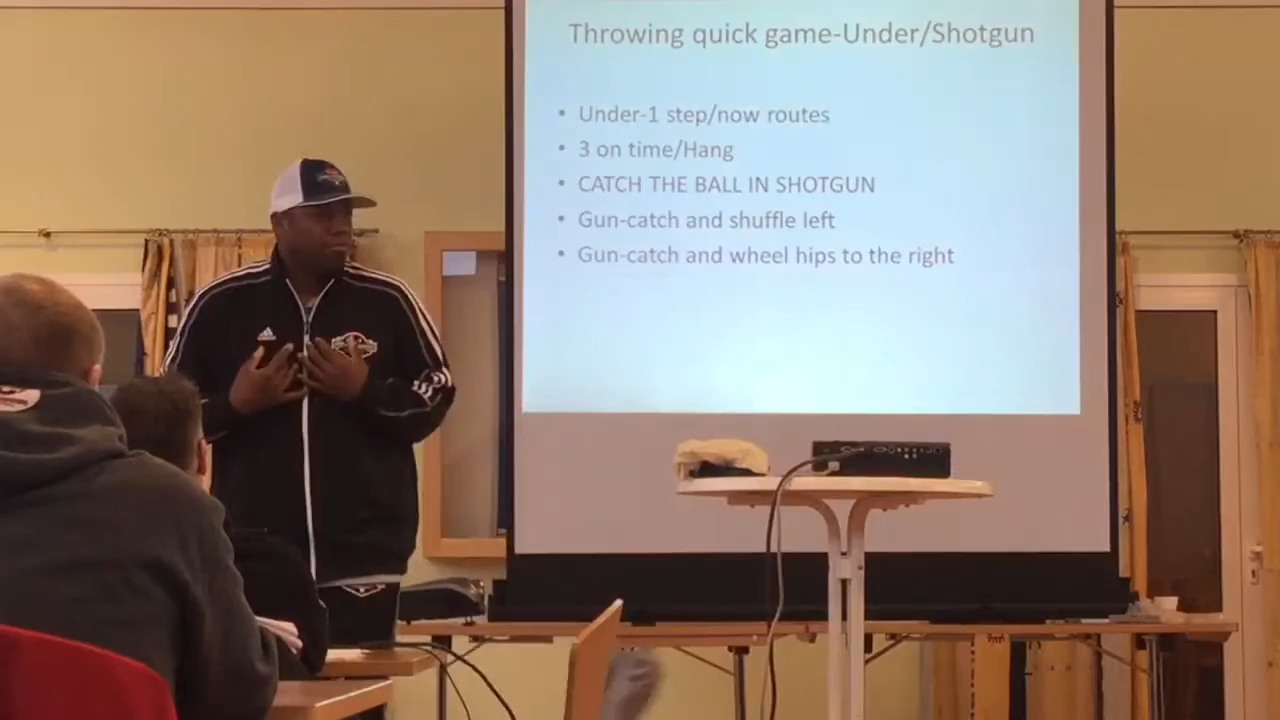 Throwing quick game-Under/Shotgun
• Under-1 step/now routes
• 3 on time/Hang
• CATCH THE BALL IN SHOTGUN
• Gun-catch and shuffle left
• Gun-catch and wheel hips to the right